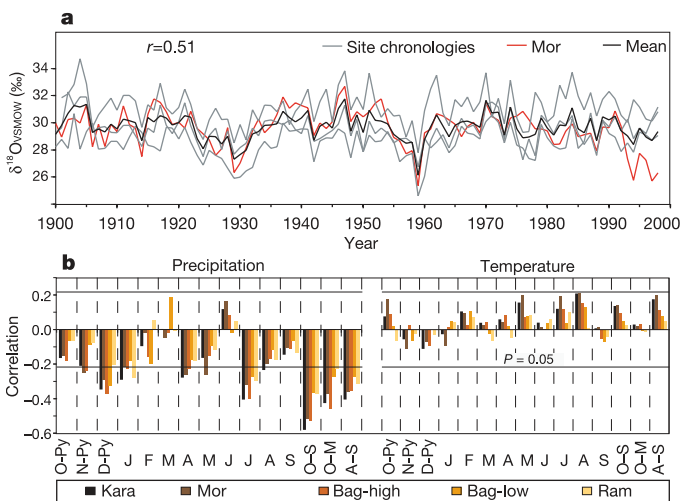 a
r=0.51 Site chronologies Mor Mean
δ18OVSMOW (‰)
34
32
30
28
26
1900 1910 1920 1930 1940 1950 1960 1970 1980 1990 2000
Year
b
Precipitation Temperature
Correlation
0.2
0.0
−0.2
−0.4
−0.6
P = 0.05
O-Py N-Py D-Py J F M A M J J A S O–S O–M A–S O-Py N-Py D-Py J F M A M J J A S O–S O–M A–S
Kara Mor Bag-high Bag-low Ram